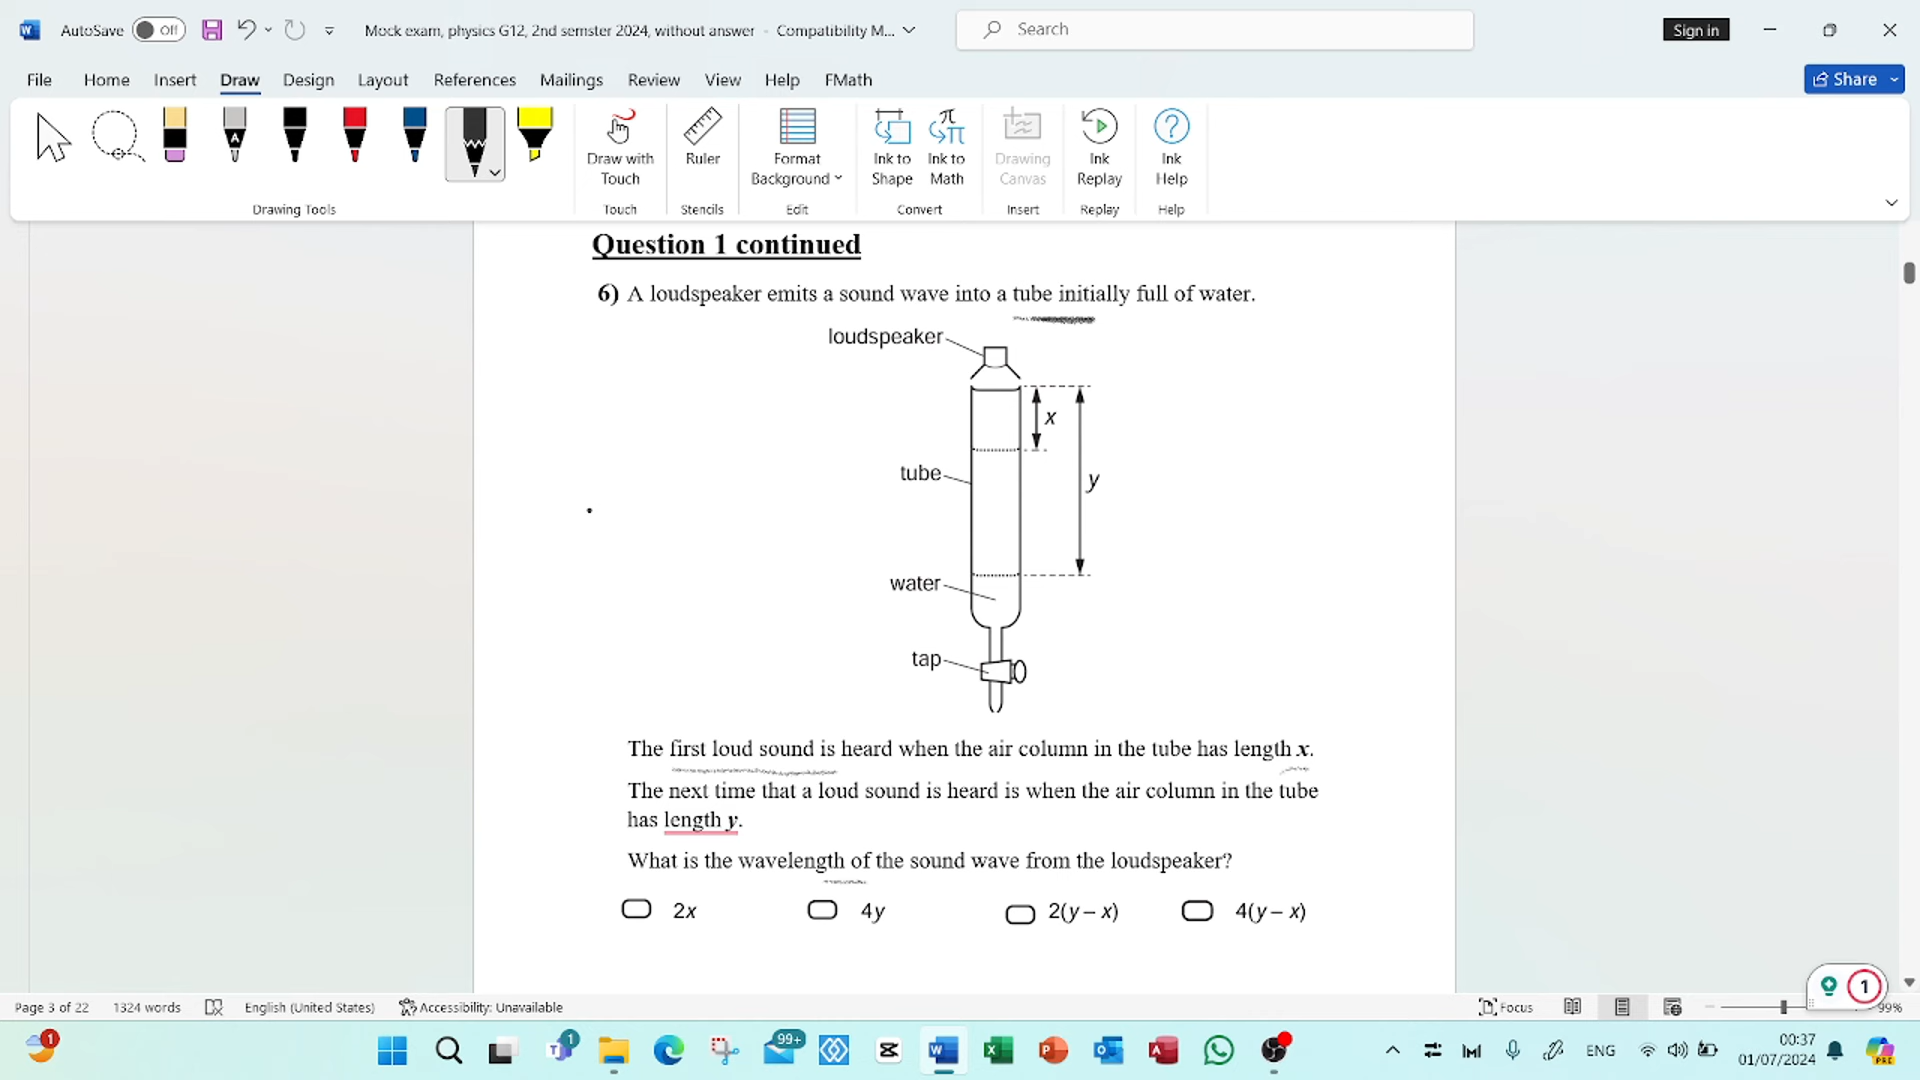 AutoSave Off Mock exam, physics G12, 2nd semster 2024, without answer - Compatibility M... Search Sign in
File Home Insert Draw Design Layout References Mailings Review View Help FMath Share
A
Draw with Touch
Ruler
Format Background
Ink to Shape
Ink to Math
Drawing Canvas
Ink Replay
Ink Help
Drawing Tools Touch Stencils Edit Convert Insert Replay Help
Question 1 continued
6) A loudspeaker emits a sound wave into a tube initially full of water.
loudspeaker
x
tube
y
water
tap
The first loud sound is heard when the air column in the tube has length x.
The next time that a loud sound is heard is when the air column in the tube
has length y.
What is the wavelength of the sound wave from the loudspeaker?
2x 4y 2(y – x) 4(y – x)
1
Page 3 of 22 1324 words English (United States) Accessibility: Unavailable Focus 99%
1 1 99+ ENG 00:37
01/07/2024
PRE